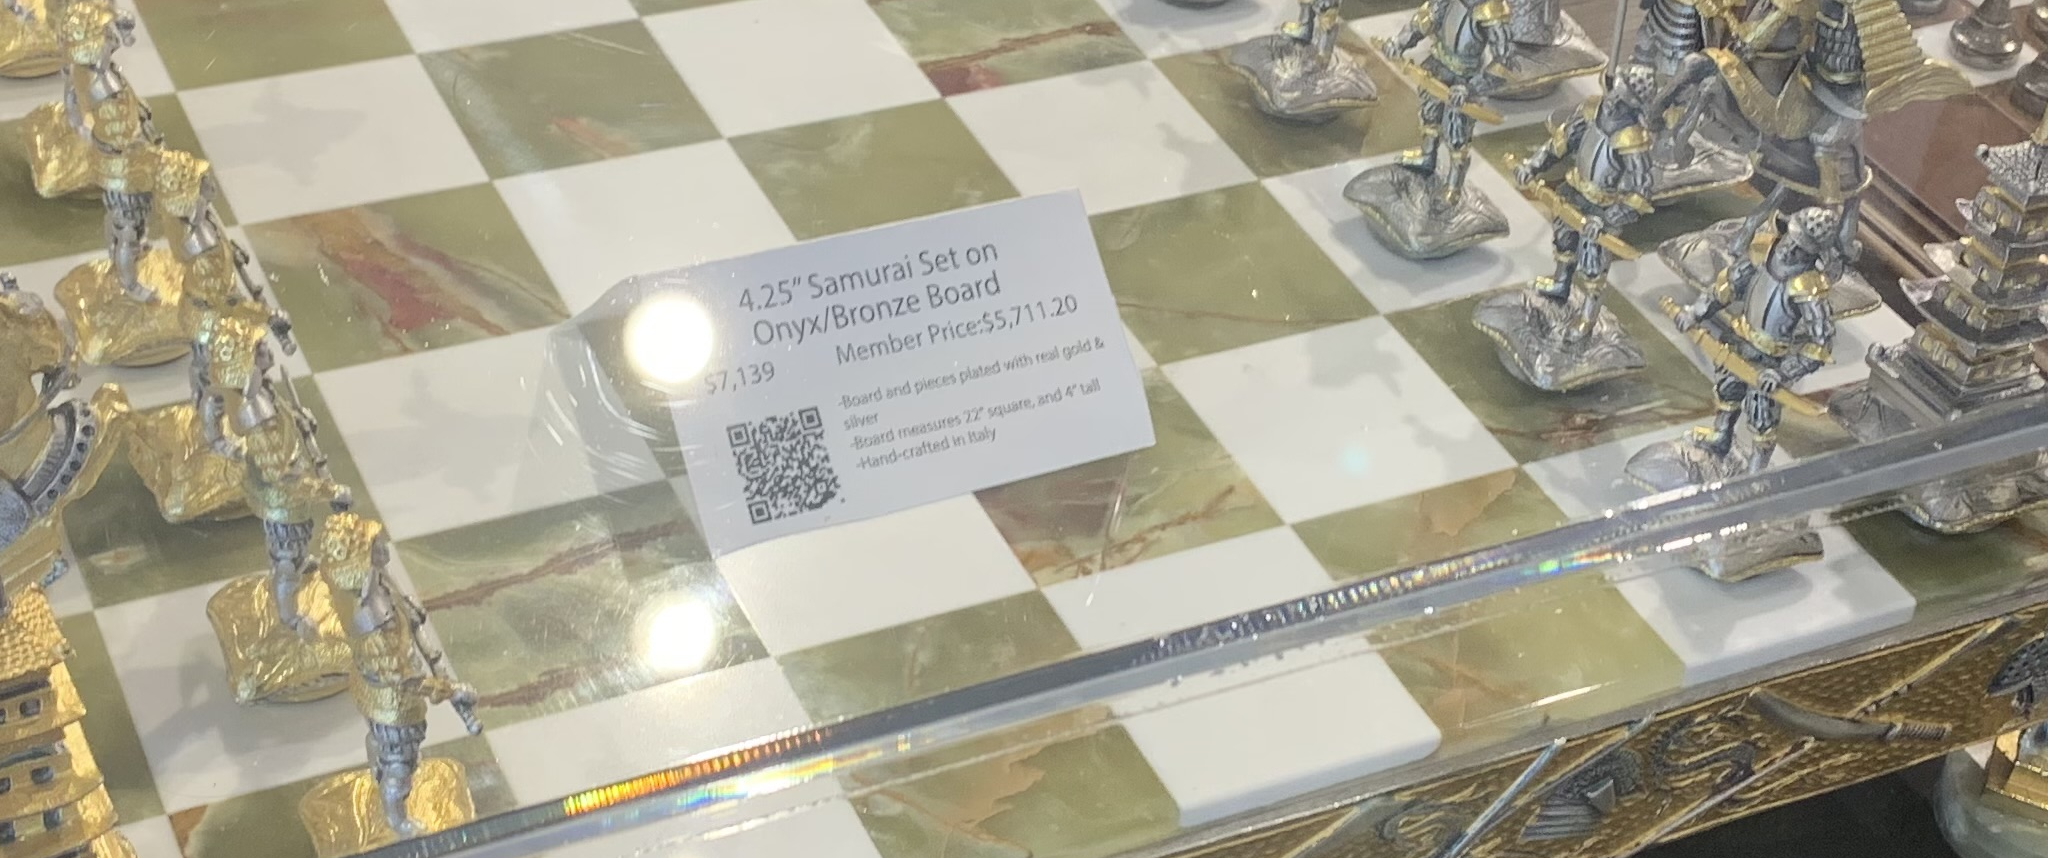 4.25" Samurai Set on
Onyx/Bronze Board
Member Price:$5,711.20
$7,139
-Board and pieces plated with real gold &
silver
-Board measures 22" square, and 4" tall
-Hand-crafted in Italy